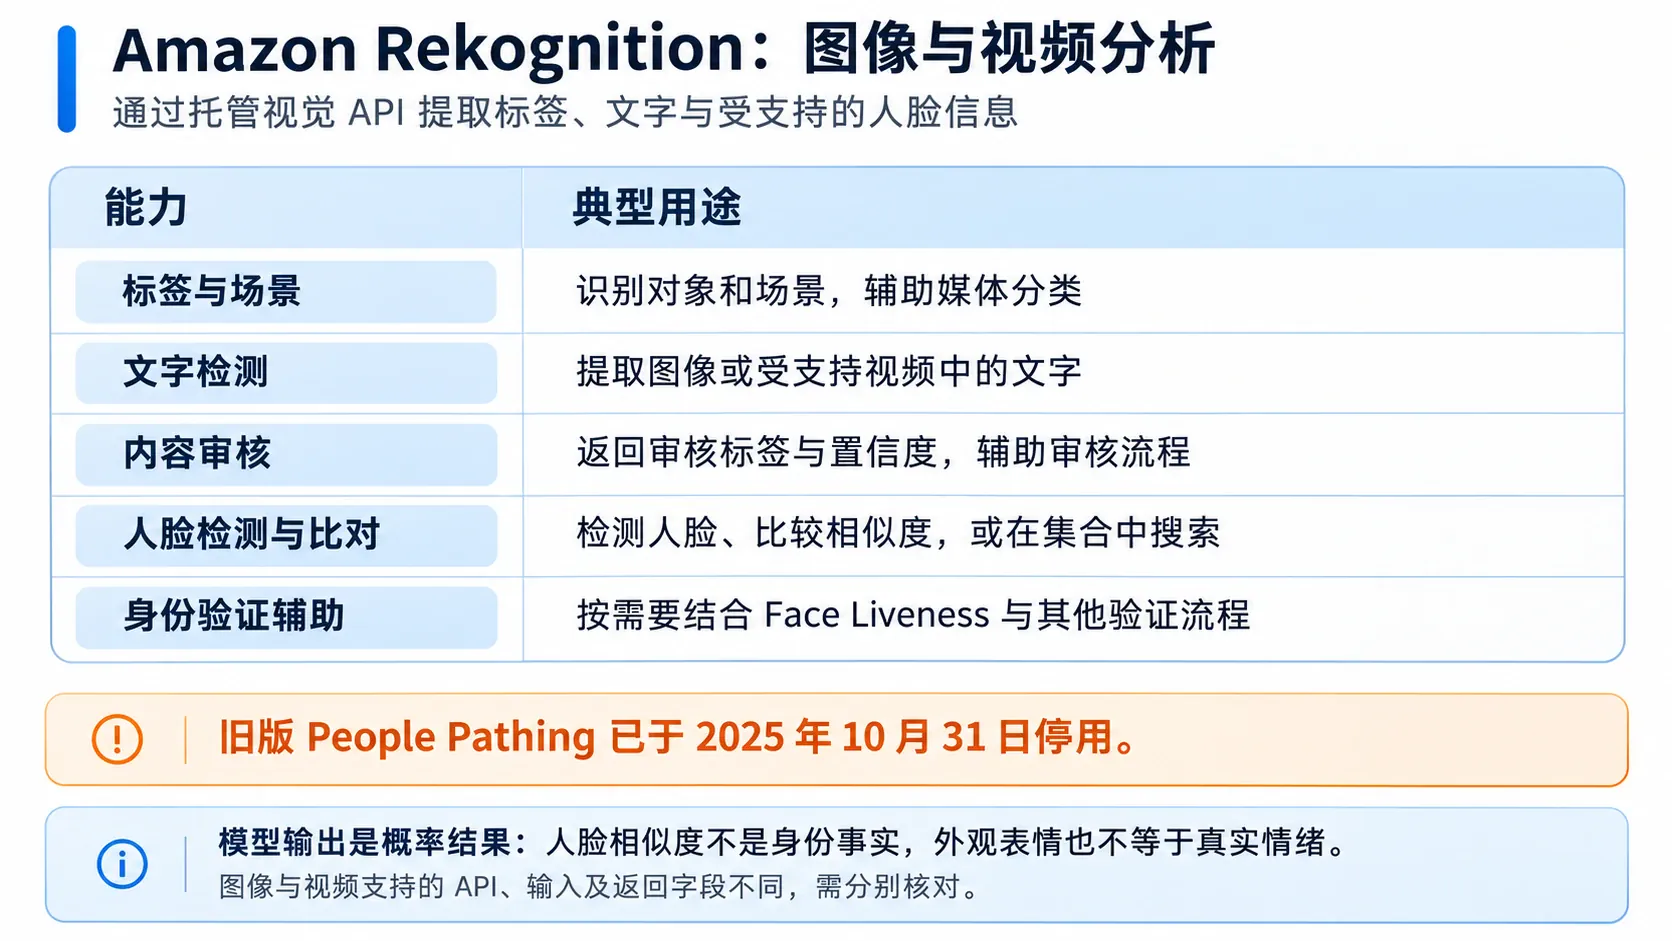 Amazon Rekognition：图像与视频分析
通过托管视觉 API 提取标签、文字与受支持的人脸信息
能力
典型用途
标签与场景
识别对象和场景，辅助媒体分类
文字检测
提取图像或受支持视频中的文字
内容审核
返回审核标签与置信度，辅助审核流程
人脸检测与比对
检测人脸、比较相似度，或在集合中搜索
身份验证辅助
按需要结合 Face Liveness 与其他验证流程
旧版 People Pathing 已于 2025 年 10 月 31 日停用。
模型输出是概率结果：人脸相似度不是身份事实，外观表情也不等于真实情绪。
图像与视频支持的 API、输入及返回字段不同，需分别核对。